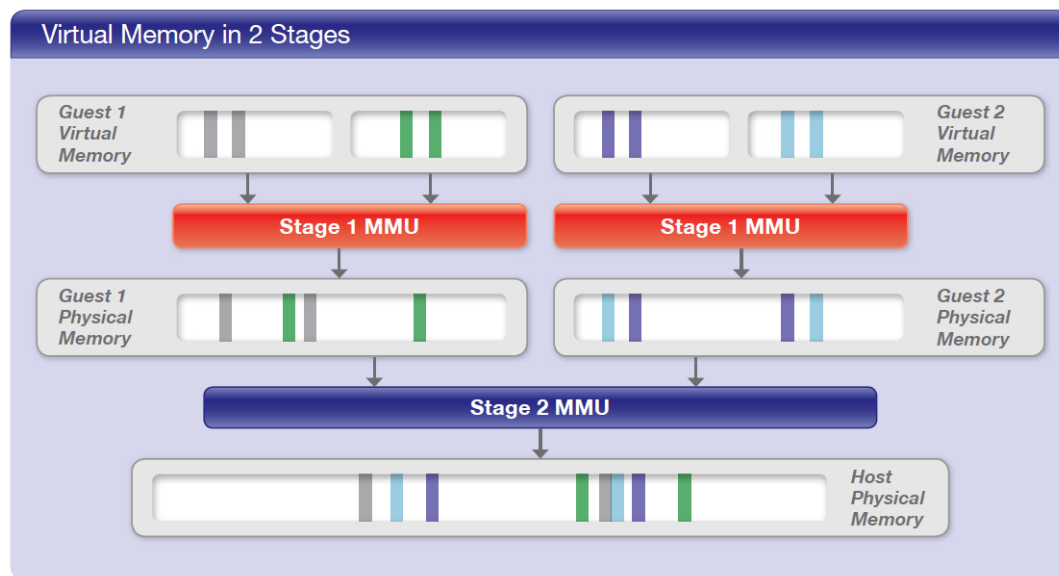 Virtual Memory in 2 Stages
Guest 1
Virtual
Memory
Guest 2
Virtual
Memory
Stage 1 MMU
Stage 1 MMU
Guest 1
Physical
Memory
Guest 2
Physical
Memory
Stage 2 MMU
Host
Physical
Memory